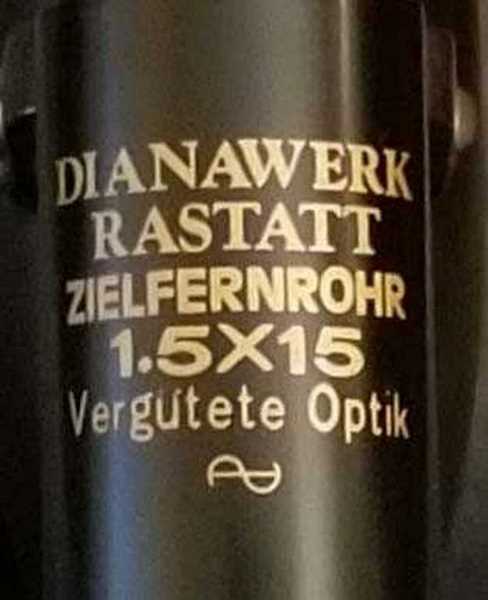 DIANAWERK
RASTATT
ZIELFERNROHR
1.5X15
Vergütete Optik